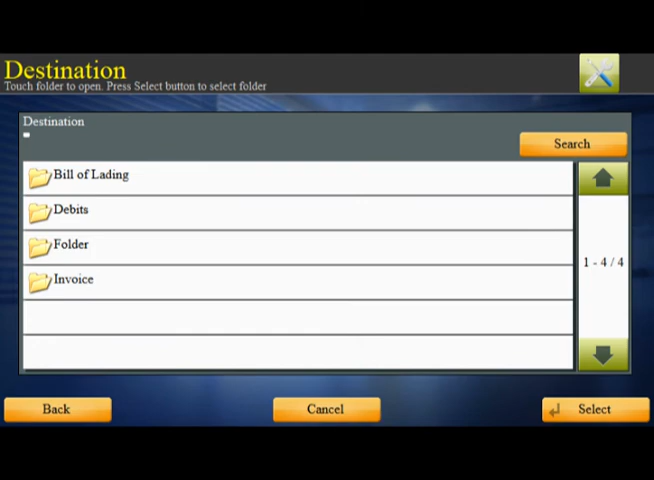 Destination
Touch folder to open. Press Select button to select folder
Destination
Search
Bill of Lading
Debits
Folder
Invoice
1 - 4 / 4
Back
Cancel
Select